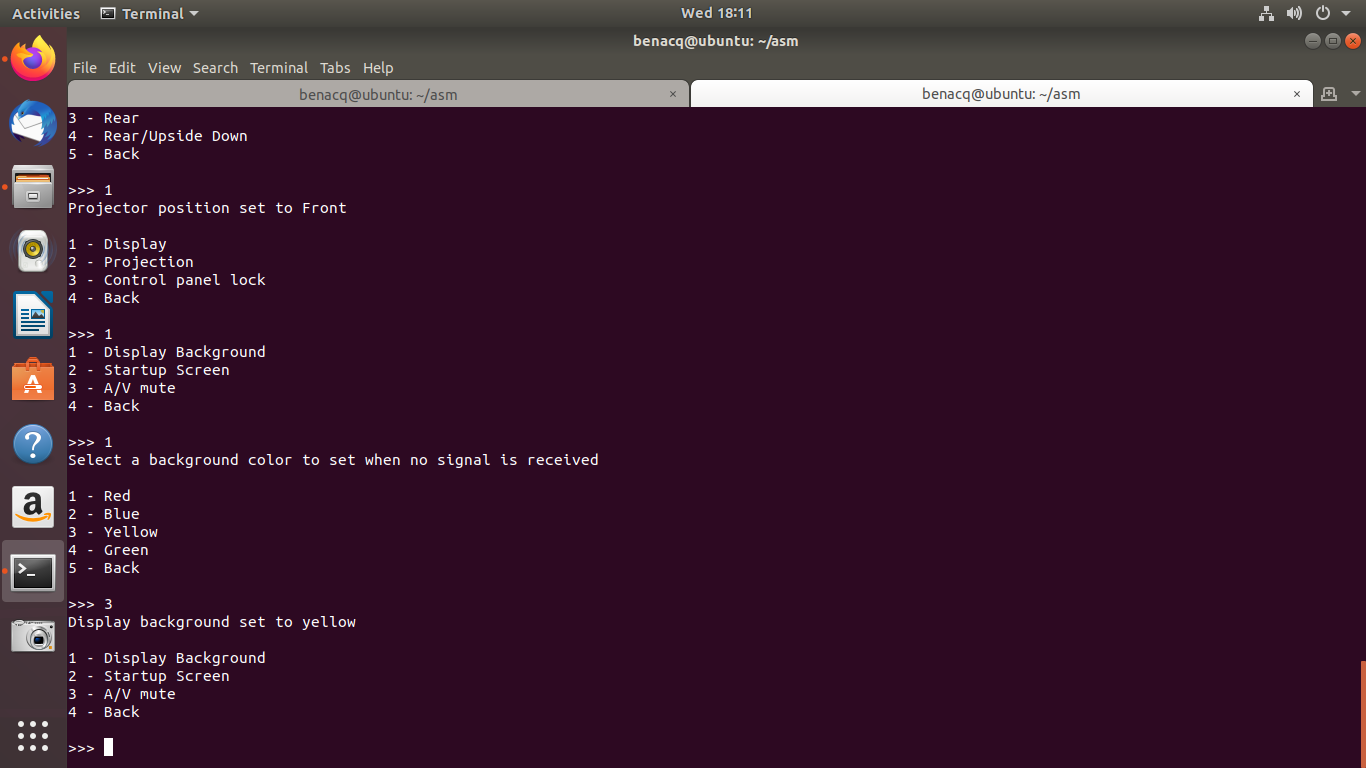 Activities Terminal Wed 18:11
benacq@ubuntu: ~/asm
File Edit View Search Terminal Tabs Help
benacq@ubuntu: ~/asm × benacq@ubuntu: ~/asm ×
3 - Rear
4 - Rear/Upside Down
5 - Back
>>> 1
Projector position set to Front
1 - Display
2 - Projection
3 - Control panel lock
4 - Back
>>> 1
1 - Display Background
2 - Startup Screen
3 - A/V mute
4 - Back
>>> 1
Select a background color to set when no signal is received
1 - Red
2 - Blue
3 - Yellow
4 - Green
5 - Back
>>> 3
Display background set to yellow
1 - Display Background
2 - Startup Screen
3 - A/V mute
4 - Back
>>>